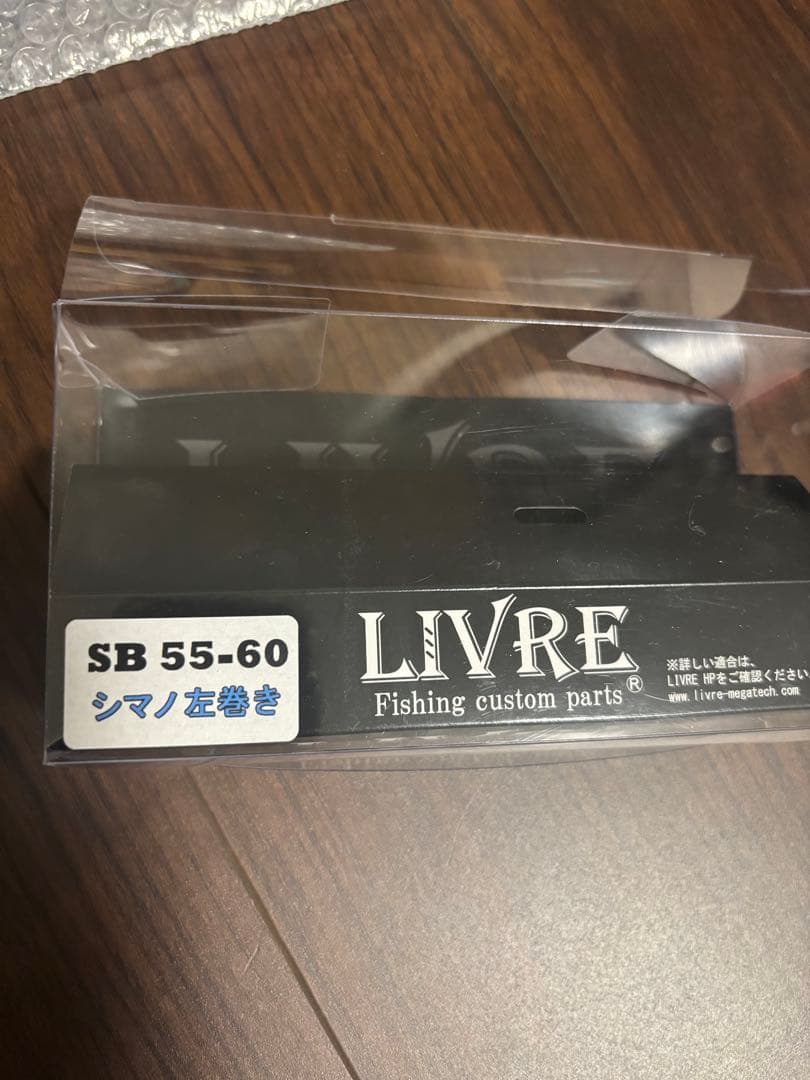 SB 55-60
シマノ左巻き
LIVRE
Fishing custom parts®
※詳しい適合は、
LIVRE HPをご確認ください。
www.livre-megatech.com